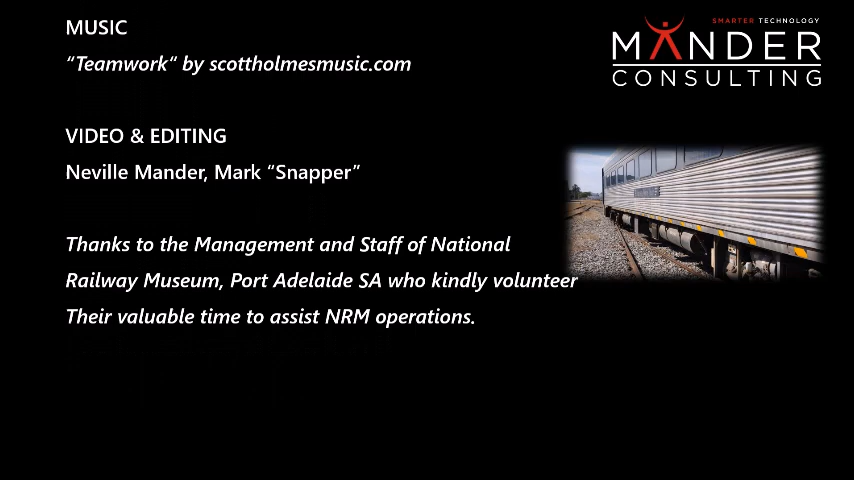 MUSIC
“Teamwork“ by scottholmesmusic.com
VIDEO & EDITING
Neville Mander, Mark “Snapper”
Thanks to the Management and Staff of National
Railway Museum, Port Adelaide SA who kindly volunteer
Their valuable time to assist NRM operations.
SMARTER TECHNOLOGY
MANDER
CONSULTING